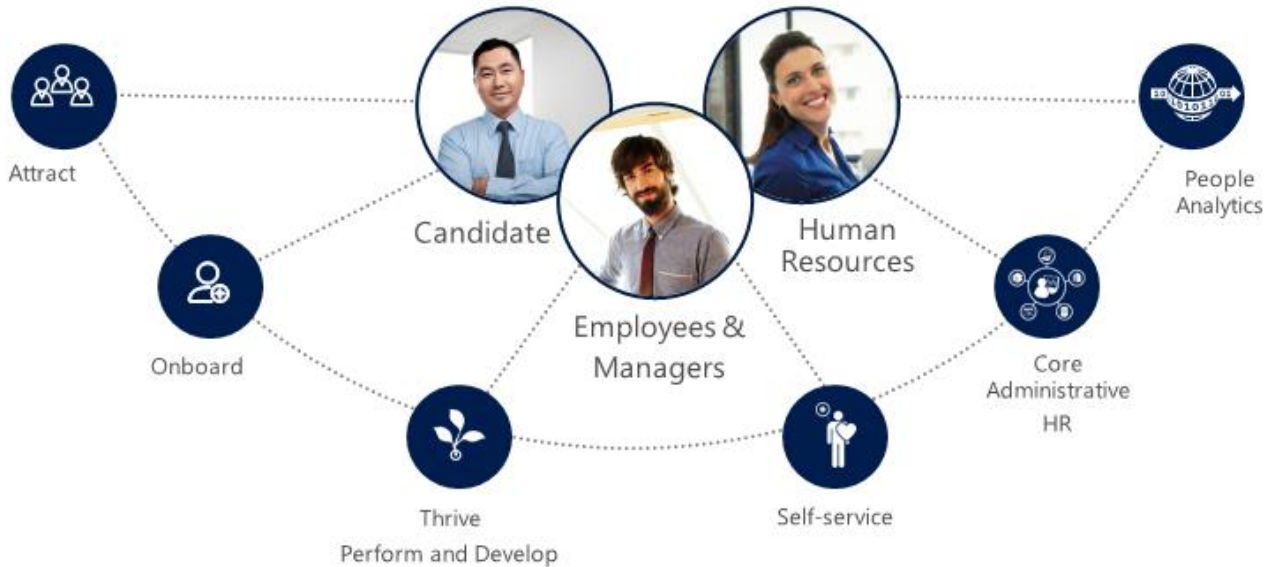 Attract
Candidate
Human
Resources
People
Analytics
Onboard
Employees &
Managers
Core
Administrative
HR
Thrive
Perform and Develop
Self-service